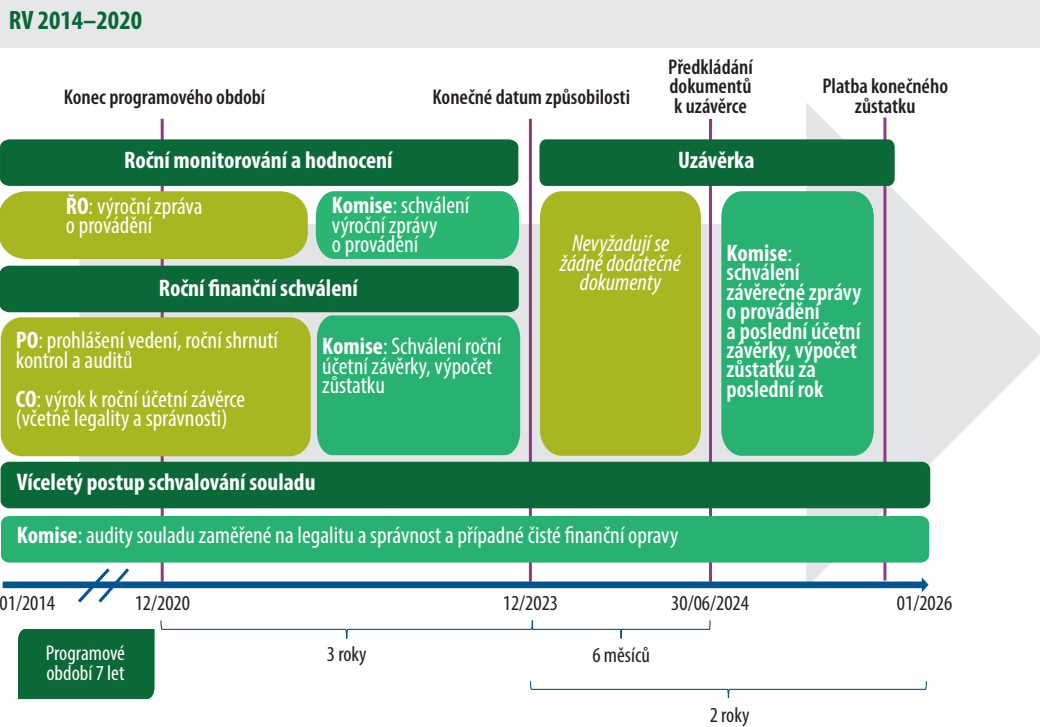 RV 2014–2020
Konec programového období
Konečné datum způsobilosti
Předkládání
dokumentů
k uzávěrce
Platba konečného
zůstatku
Roční monitorování a hodnocení
Uzávěrka
ŘO: výroční zpráva
o provádění
Komise: schválení
výroční zprávy
o provádění
Nevyžadují se
žádné dodatečné
dokumenty
Komise:
schválení
závěrečné zprávy
o provádění
a poslední účetní
závěrky, výpočet
zůstatku za
poslední rok
Roční finanční schválení
PO: prohlášení vedení, roční shrnutí
kontrol a auditů
CO: výrok k roční účetní závěrce
(včetně legality a správnosti)
Komise: Schválení roční
účetní závěrky, výpočet
zůstatku
Víceletý postup schvalování souladu
Komise: audity souladu zaměřené na legalitu a správnost a případné čisté finanční opravy
01/2014
12/2020
12/2023
30/06/2024
01/2026
Programové
období 7 let
3 roky
6 měsíců
2 roky